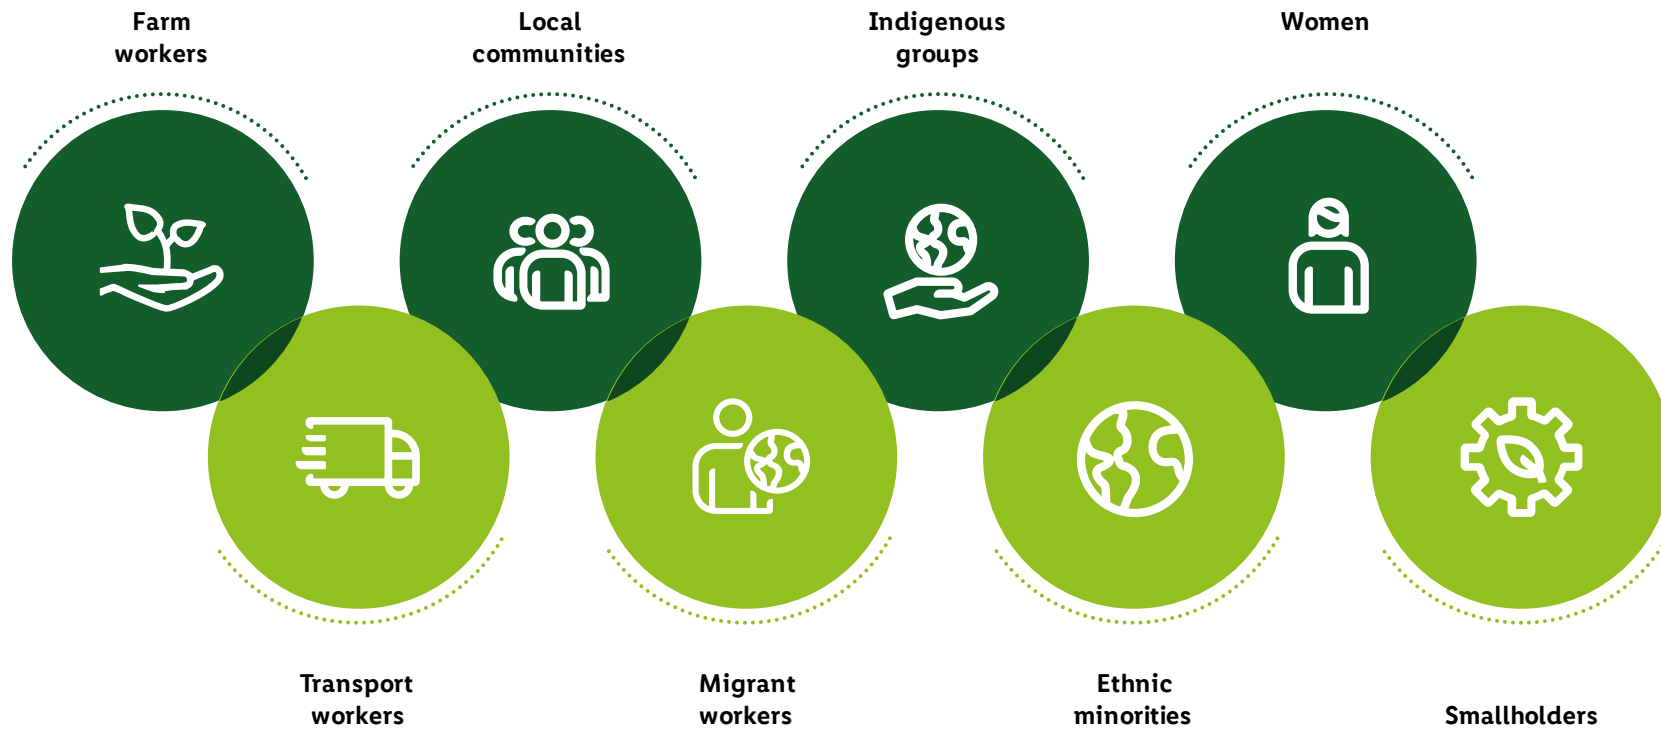 Farm
workers
Local
communities
Indigenous
groups
Women
Transport
workers
Migrant
workers
Ethnic
minorities
Smallholders